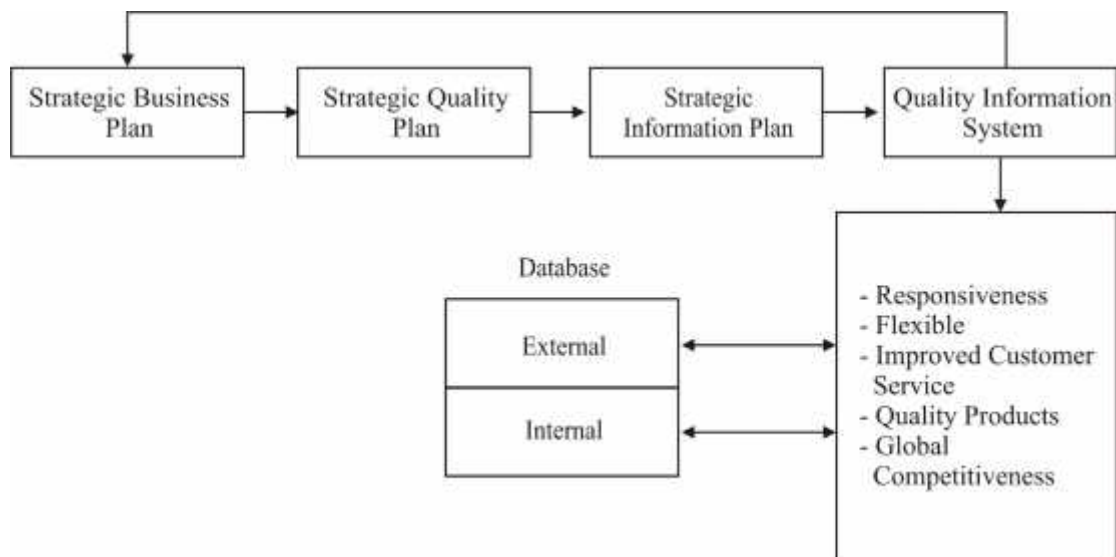 Strategic Business
Plan
Strategic Quality
Plan
Strategic
Information Plan
Quality Information
System
Database
External
Internal
- Responsiveness
- Flexible
- Improved Customer
Service
- Quality Products
- Global
Competitiveness